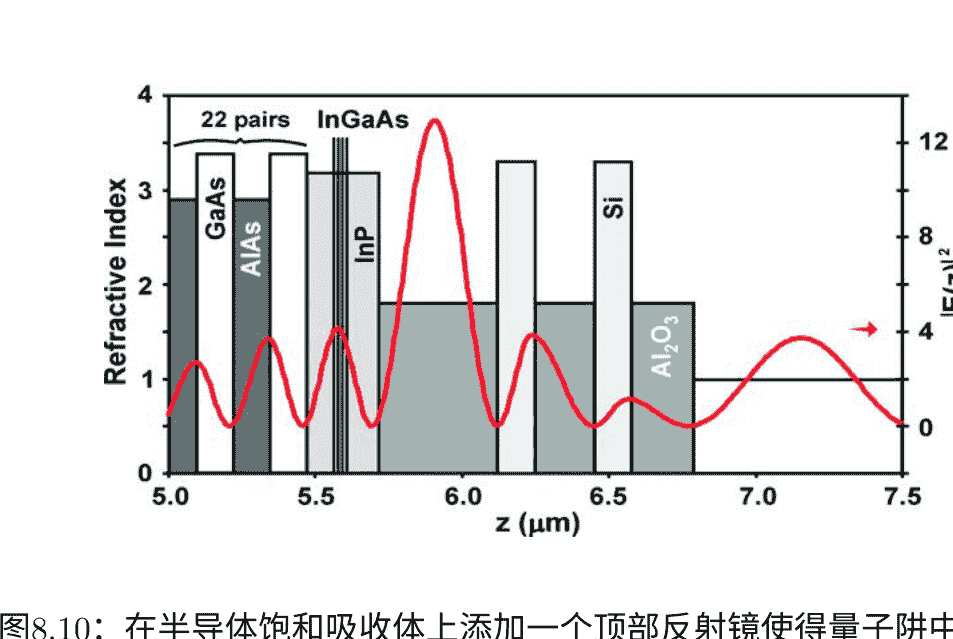 22 pairs
InGaAs
GaAs
AlAs
InP
Si
Al₂O₃
Refractive Index
4
3
2
1
0
12
8
4
0
5.0 5.5 6.0 6.5 7.0 7.5
z (μm)
图8.10：在半导体饱和吸收体上添加一个顶部反射镜使得量子阱中